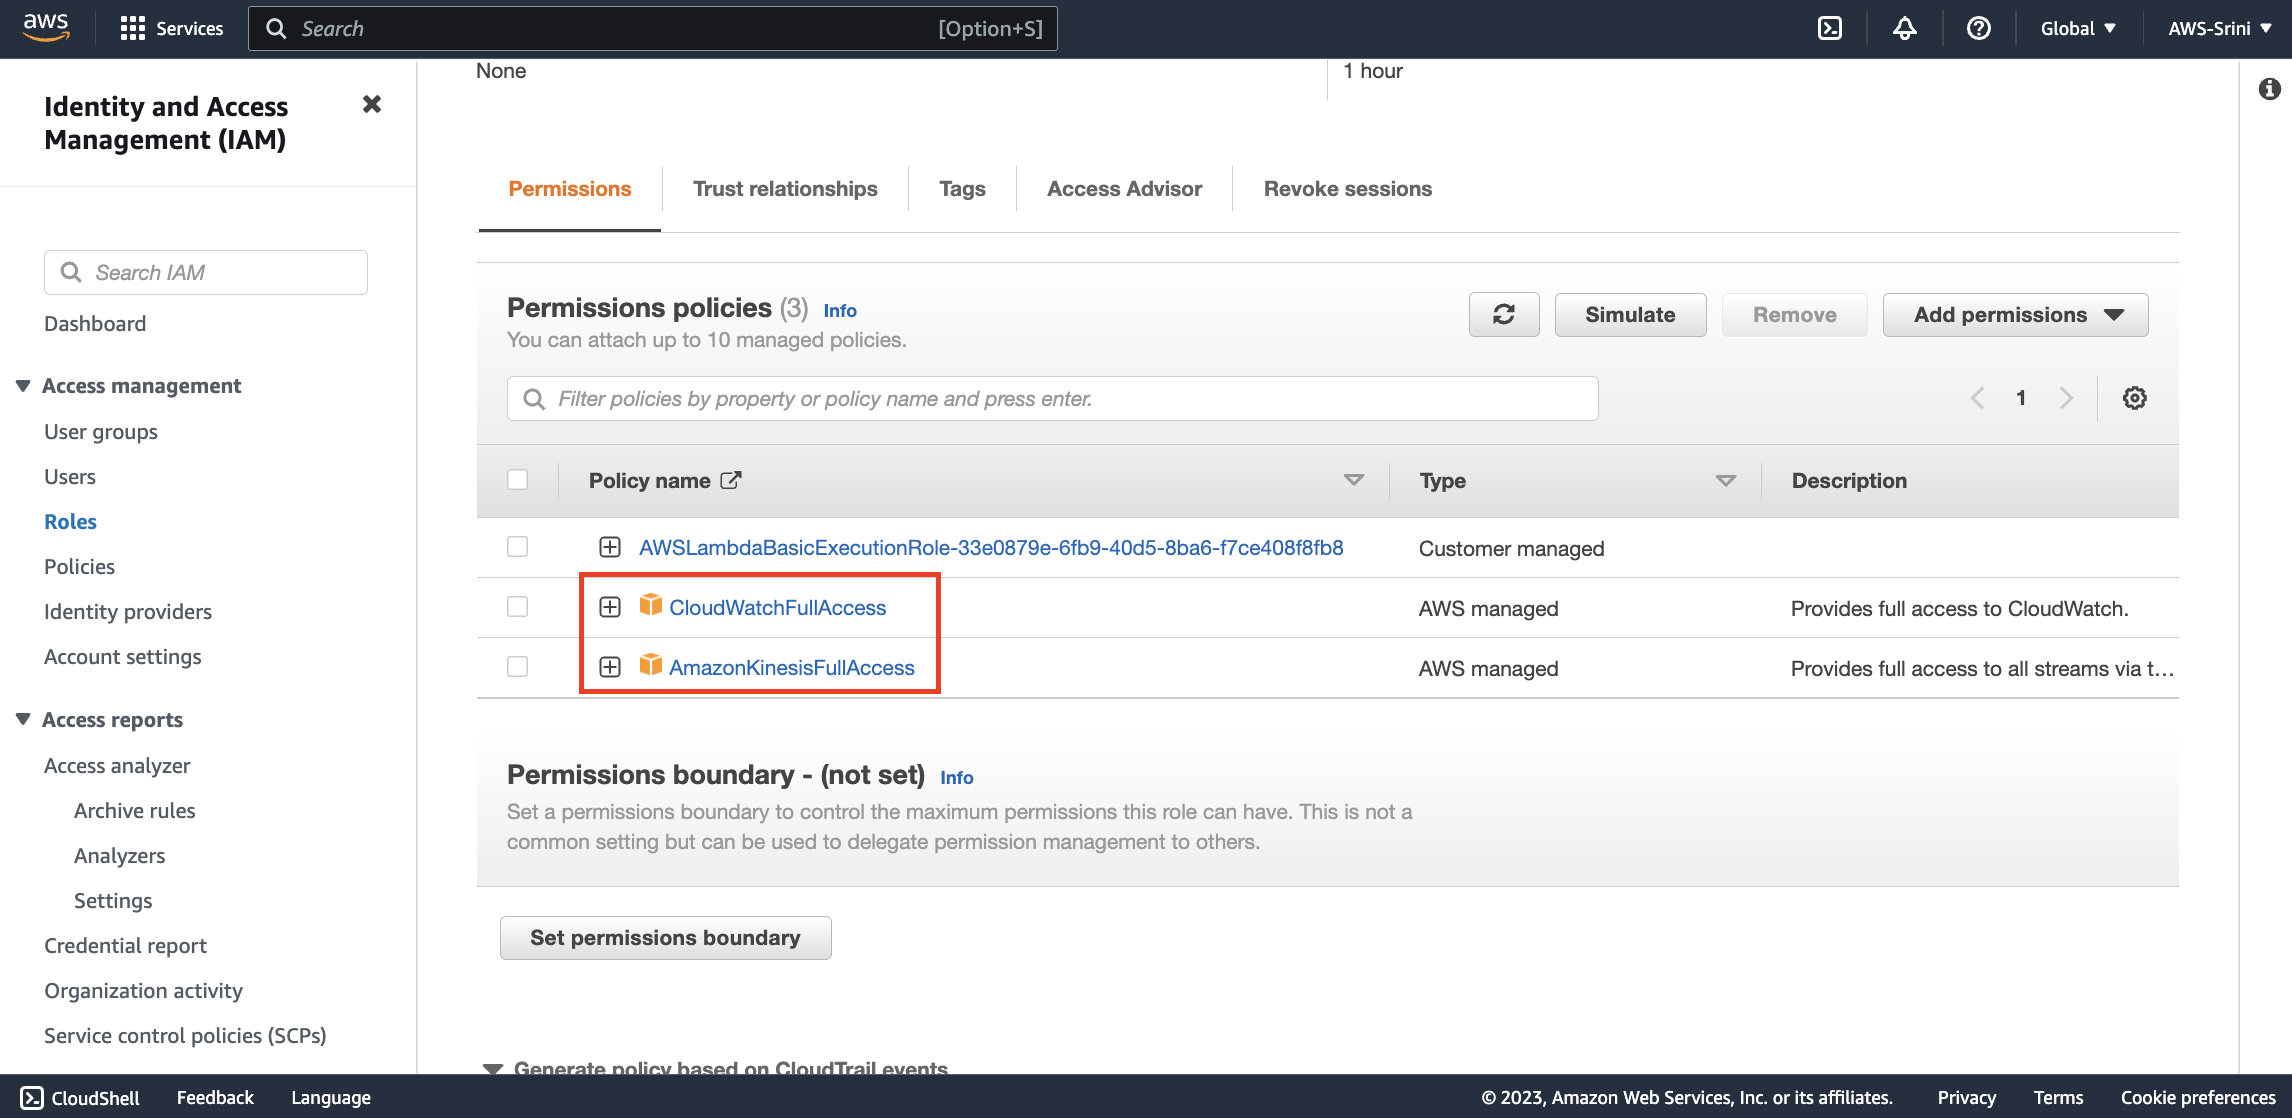 aws
Services
Search
[Option+S]
Global
AWS-Srini
Identity and Access
Management (IAM)
Search IAM
Dashboard
Access management
User groups
Users
Roles
Policies
Identity providers
Account settings
Access reports
Access analyzer
Archive rules
Analyzers
Settings
Credential report
Organization activity
Service control policies (SCPs)
None
1 hour
Permissions
Trust relationships
Tags
Access Advisor
Revoke sessions
Permissions policies (3) Info
You can attach up to 10 managed policies.
Simulate
Remove
Add permissions
Filter policies by property or policy name and press enter.
1
Policy name
Type
Description
AWSLambdaBasicExecutionRole-33e0879e-6fb9-40d5-8ba6-f7ce408f8fb8
Customer managed
CloudWatchFullAccess
AWS managed
Provides full access to CloudWatch.
AmazonKinesisFullAccess
AWS managed
Provides full access to all streams via t...
Permissions boundary - (not set) Info
Set a permissions boundary to control the maximum permissions this role can have. This is not a
common setting but can be used to delegate permission management to others.
Set permissions boundary
Generate policy based on CloudTrail events
CloudShell
Feedback
Language
© 2023, Amazon Web Services, Inc. or its affiliates.
Privacy
Terms
Cookie preferences